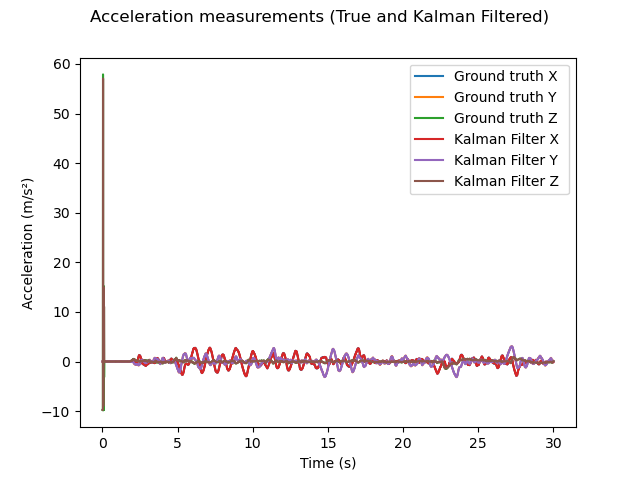 Acceleration measurements (True and Kalman Filtered)
60
50
40
30
20
10
0
−10
Acceleration (m/s²)
Ground truth X
Ground truth Y
Ground truth Z
Kalman Filter X
Kalman Filter Y
Kalman Filter Z
0 5 10 15 20 25 30
Time (s)